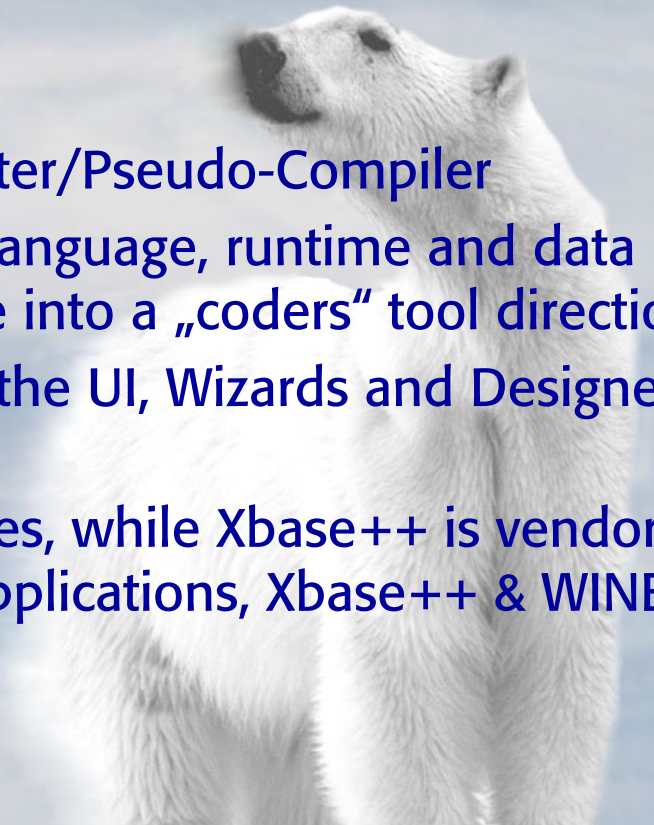 ter/Pseudo-Compiler
anguage, runtime and data
e into a „coders“ tool directio
the UI, Wizards and Designe
es, while Xbase++ is vendor
pplications, Xbase++ & WINE